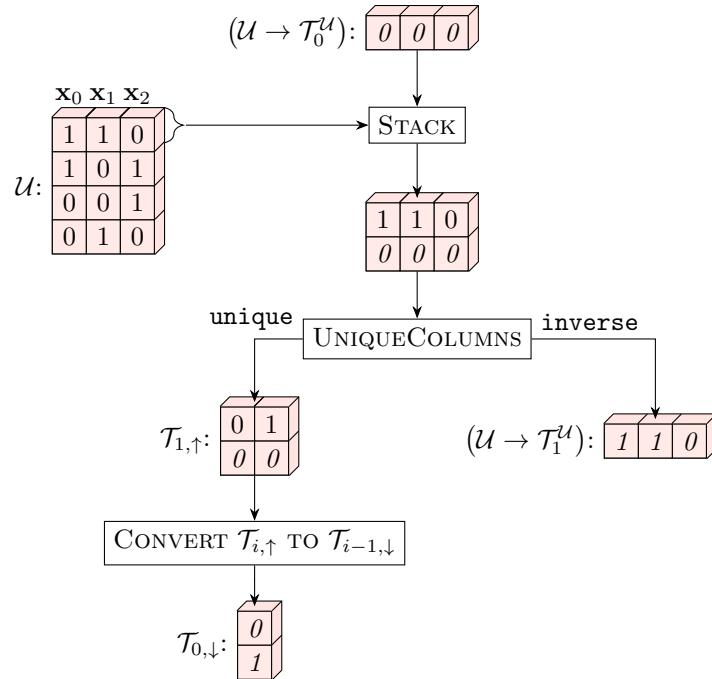 (𝒰 → 𝒯₀^𝒰): 0 0 0
x₀ x₁ x₂
𝒰:
1 1 0
1 0 1
0 0 1
0 1 0
STACK
1 1 0
0 0 0
UNIQUECOLUMNS
unique
inverse
𝒯₁,↑:
0 1
0 0
(𝒰 → 𝒯₁^𝒰): 1 1 0
CONVERT 𝒯ᵢ,↑ TO 𝒯ᵢ₋₁,↓
𝒯₀,↓:
0
1